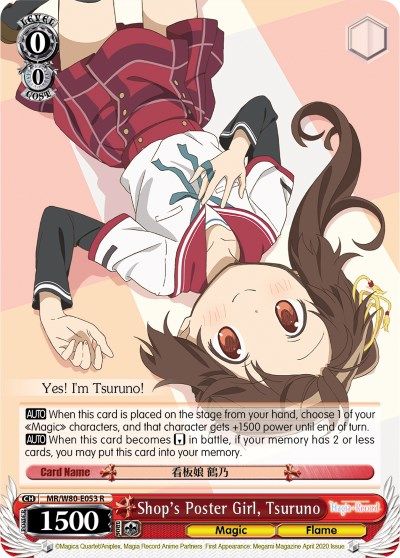 LEVEL
0
0
COST
Yes! I'm Tsuruno!
AUTO When this card is placed on the stage from your hand, choose 1 of your
«Magic» characters, and that character gets +1500 power until end of turn.
AUTO When this card becomes in battle, if your memory has 2 or less
cards, you may put this card into your memory.
Card Name 看板娘 鶴乃
CH MR/W80-E053 R
POWER 1500 SOUL Shop's Poster Girl, Tsuruno Magia Record
Magic Flame
©Magica Quartet/Aniplex, Magia Record Anime Partners First Appearance: Megami Magazine April 2020 Issue